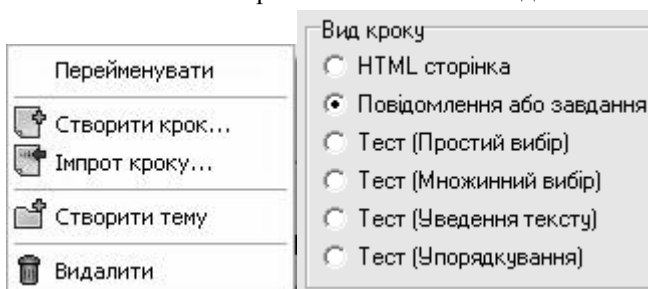 Перейменувати
Створити крок...
Імпрот кроку...
Створити тему
Видалити
Вид кроку
HTML сторінка
Повідомлення або завдання
Тест (Простий вибір)
Тест (Множинний вибір)
Тест (Уведення тексту)
Тест (Упорядкування)